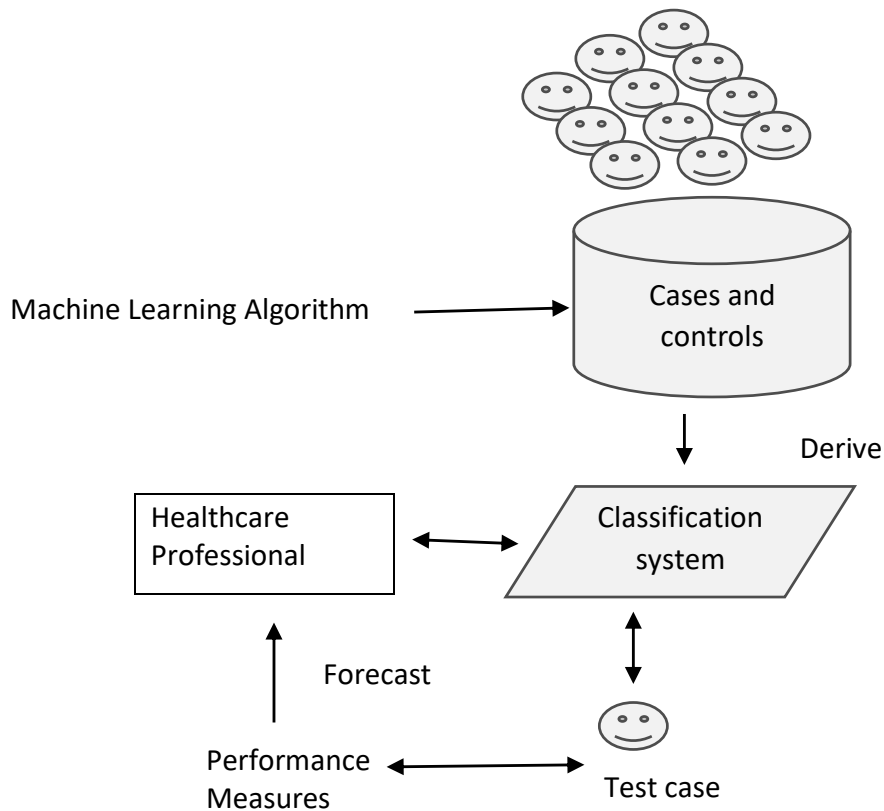 Machine Learning Algorithm
Cases and
controls
Derive
Healthcare
Professional
Classification
system
Forecast
Performance
Measures
Test case